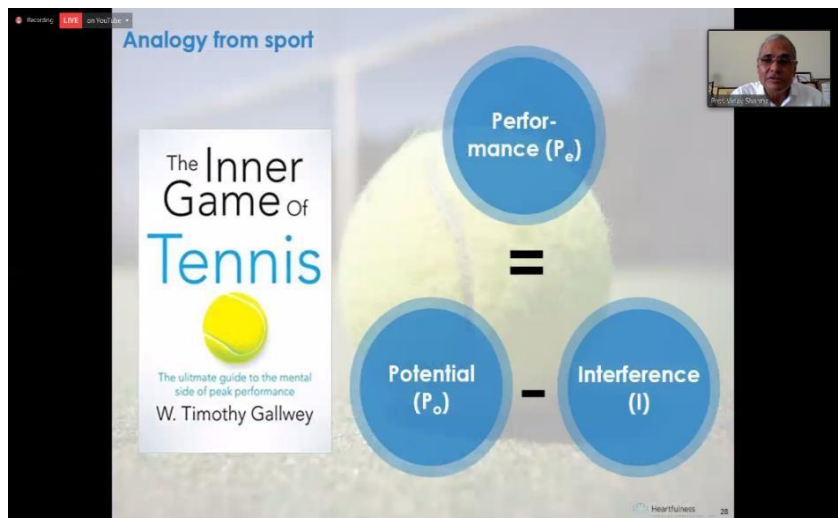 Recording LIVE on YouTube
Analogy from sport
The Inner
Game Of
Tennis
The ulitmate guide to the mental
side of peak performance
W. Timothy Gallwey
Perfor-
mance (Pe)
=
Potential
(Po)
-
Interference
(I)
Heartfulness
28